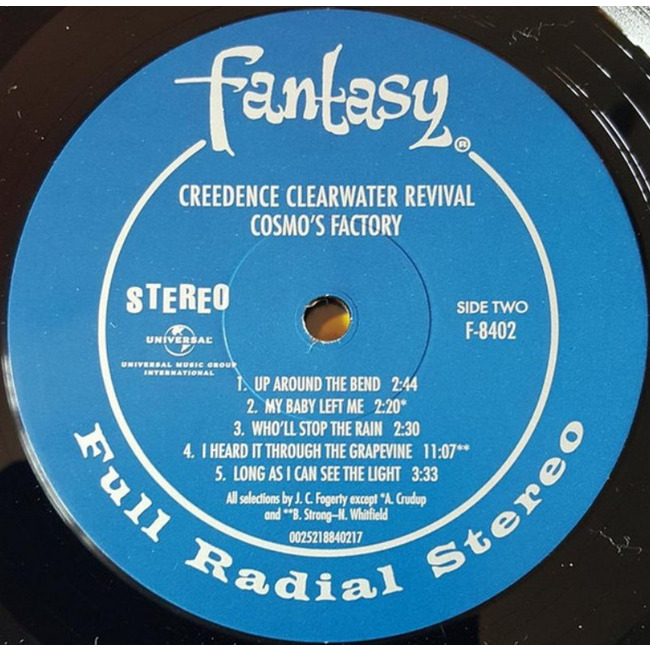 fantasy®
CREEDENCE CLEARWATER REVIVAL
COSMO'S FACTORY
STEREO
UNIVERSAL
UNIVERSAL MUSIC GROUP
INTERNATIONAL
SIDE TWO
F-8402
1. UP AROUND THE BEND 2:44
2. MY BABY LEFT ME 2:20*
3. WHO'LL STOP THE RAIN 2:30
4. I HEARD IT THROUGH THE GRAPEVINE 11:07**
5. LONG AS I CAN SEE THE LIGHT 3:33
All selections by J. C. Fogerty except *A. Crudup
and **B. Strong–N. Whitfield
0025218840217
Full Radial Stereo